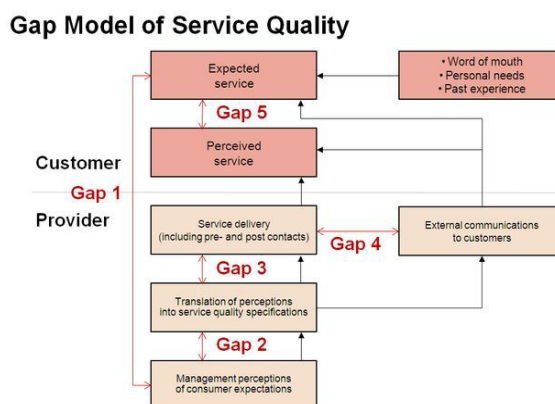 Gap Model of Service Quality
Expected
service
• Word of mouth
• Personal needs
• Past experience
Gap 5
Perceived
service
Customer
Gap 1
Provider
Service delivery
(including pre- and post contacts)
Gap 4
External communications
to customers
Gap 3
Translation of perceptions
into service quality specifications
Gap 2
Management perceptions
of consumer expectations